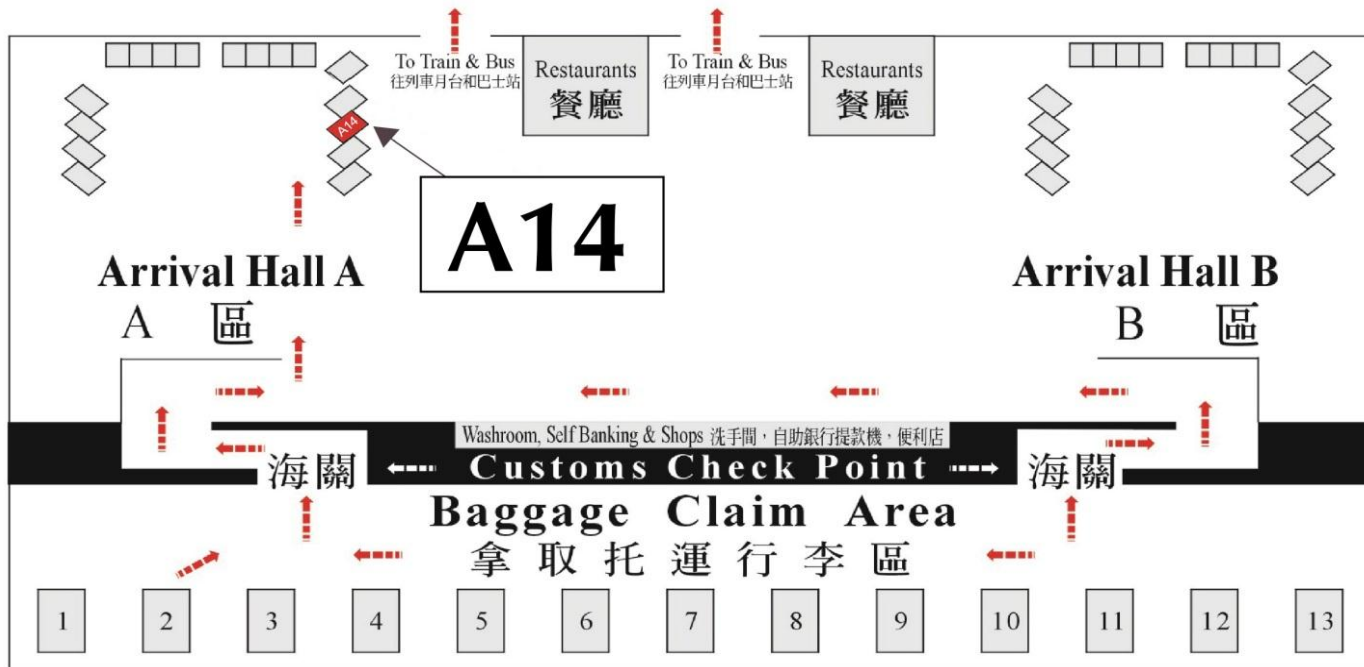 To Train & Bus
往列車月台和巴士站
Restaurants
餐廳
To Train & Bus
往列車月台和巴士站
Restaurants
餐廳
A14
A14
Arrival Hall A
A 區
Arrival Hall B
B 區
Washroom, Self Banking & Shops 洗手間，自助銀行提款機，便利店
海關
Customs Check Point
海關
Baggage Claim Area
拿取托運行李區
1 2 3 4 5 6 7 8 9 10 11 12 13